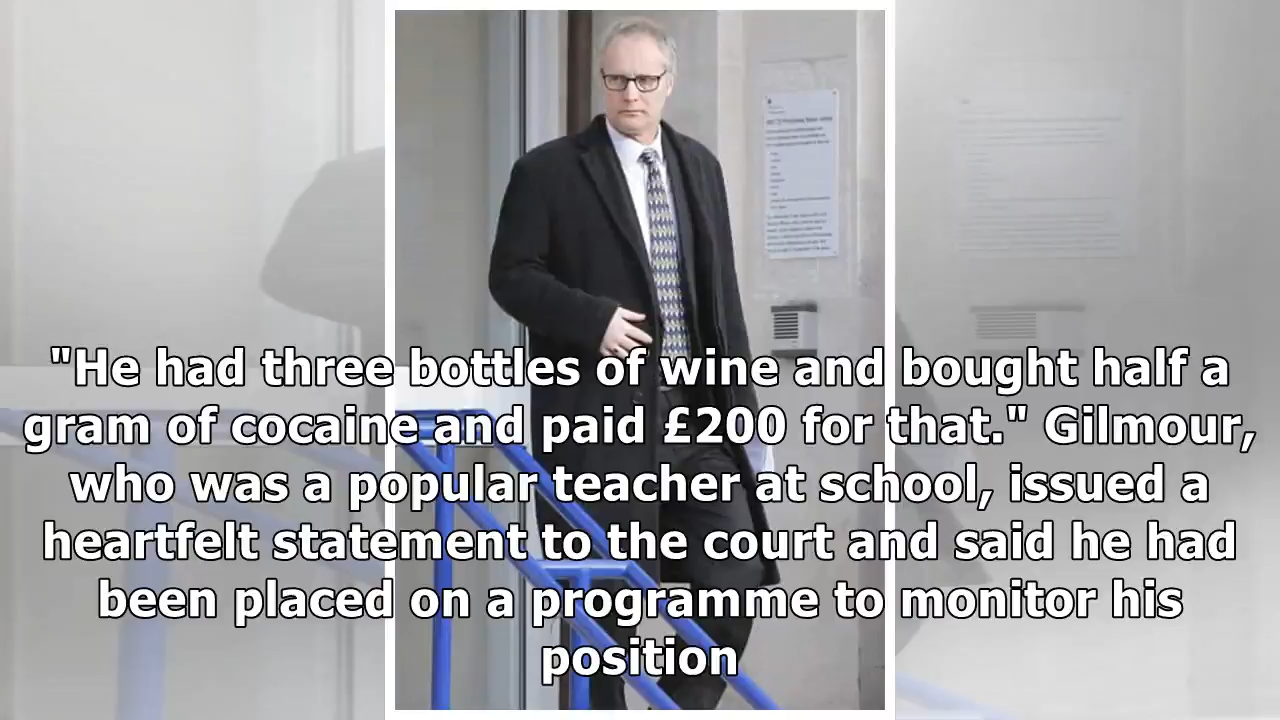 "He had three bottles of wine and bought half a
gram of cocaine and paid £200 for that." Gilmour,
who was a popular teacher at school, issued a
heartfelt statement to the court and said he had
been placed on a programme to monitor his
position